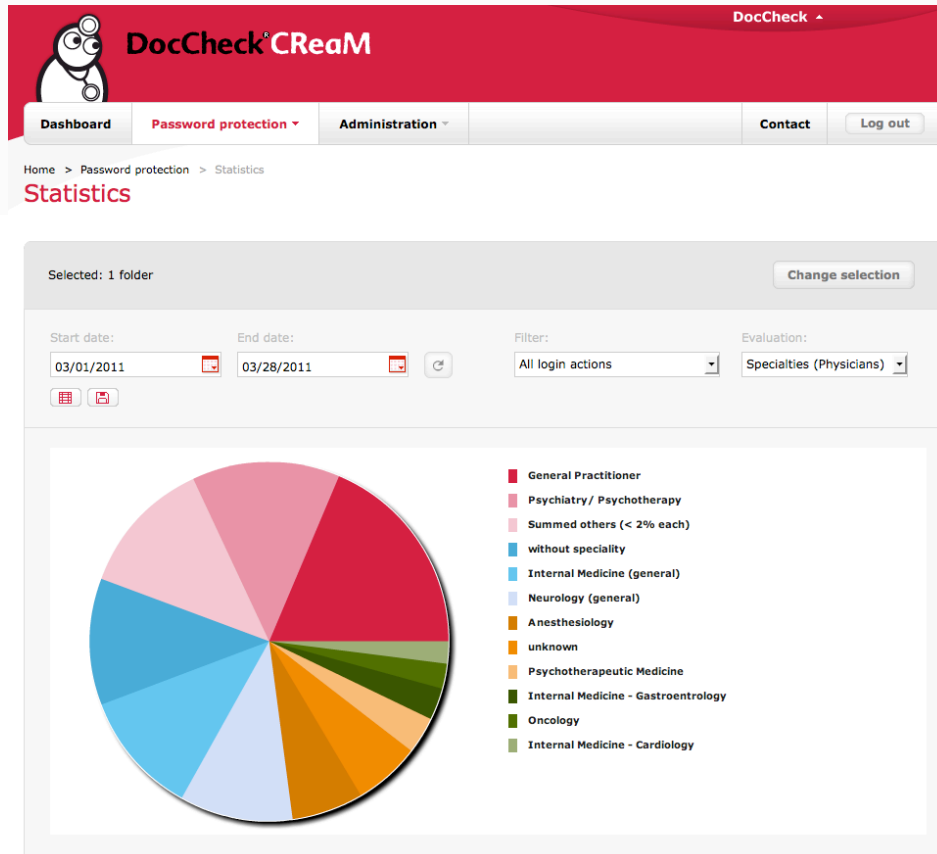 DocCheck
DocCheck® CReaM
Dashboard Password protection Administration Contact Log out
Home > Password protection > Statistics
Statistics
Selected: 1 folder Change selection
Start date: End date: Filter: Evaluation:
03/01/2011 03/28/2011 All login actions Specialties (Physicians)
General Practitioner
Psychiatry/ Psychotherapy
Summed others (< 2% each)
without speciality
Internal Medicine (general)
Neurology (general)
Anesthesiology
unknown
Psychotherapeutic Medicine
Internal Medicine - Gastroentrology
Oncology
Internal Medicine - Cardiology